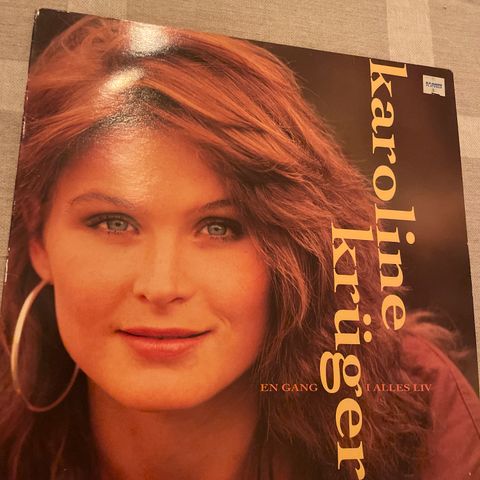 karoline
krüger
EN GANG I ALLES LIV